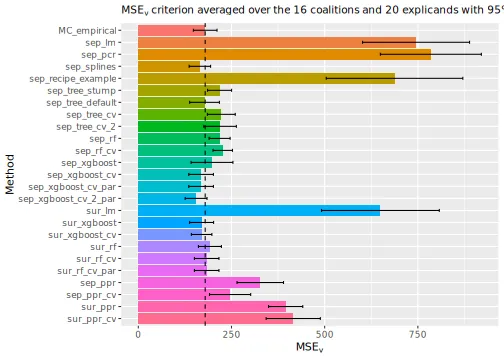 MSEv criterion averaged over the 16 coalitions and 20 explicands with 95%
Method
MC_empirical
sep_lm
sep_pcr
sep_splines
sep_recipe_example
sep_tree_stump
sep_tree_default
sep_tree_cv
sep_tree_cv_2
sep_rf
sep_rf_cv
sep_xgboost
sep_xgboost_cv
sep_xgboost_cv_par
sep_xgboost_cv_2_par
sur_lm
sur_xgboost
sur_xgboost_cv
sur_rf
sur_rf_cv
sur_rf_cv_par
sep_ppr
sep_ppr_cv
sur_ppr
sur_ppr_cv
0 250 500 750
MSEv